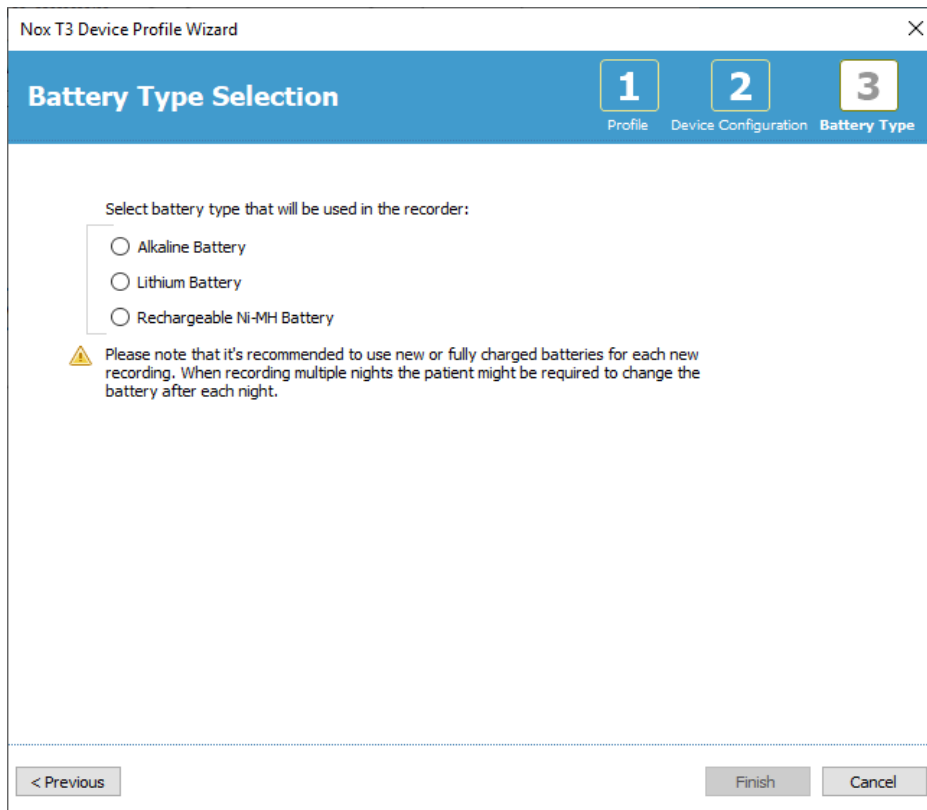 Nox T3 Device Profile Wizard
Battery Type Selection
1
2
3
Profile
Device Configuration
Battery Type
Select battery type that will be used in the recorder:
Alkaline Battery
Lithium Battery
Rechargeable Ni-MH Battery
Please note that it's recommended to use new or fully charged batteries for each new
recording. When recording multiple nights the patient might be required to change the
battery after each night.
< Previous
Finish
Cancel